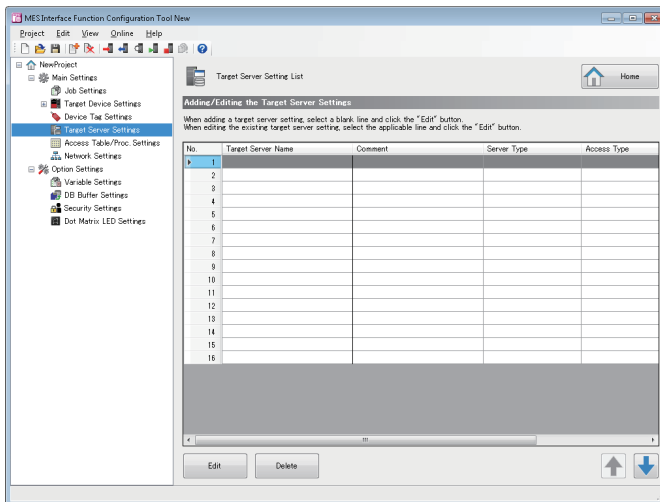 MESInterface Function Configuration Tool New
Project Edit View Online Help
NewProject
Main Settings
Job Settings
Target Device Settings
Device Tag Settings
Target Server Settings
Access Table/Proc. Settings
Network Settings
Option Settings
Variable Settings
DB Buffer Settings
Security Settings
Dot Matrix LED Settings
Target Server Setting List
Home
Adding/Editing the Target Server Settings
When adding a target server setting, select a blank line and click the "Edit" button.
When editing the existing target server setting, select the applicable line and click the "Edit" button.
No. Target Server Name Comment Server Type Access Type
1
2
3
4
5
6
7
8
9
10
11
12
13
14
15
16
Edit Delete